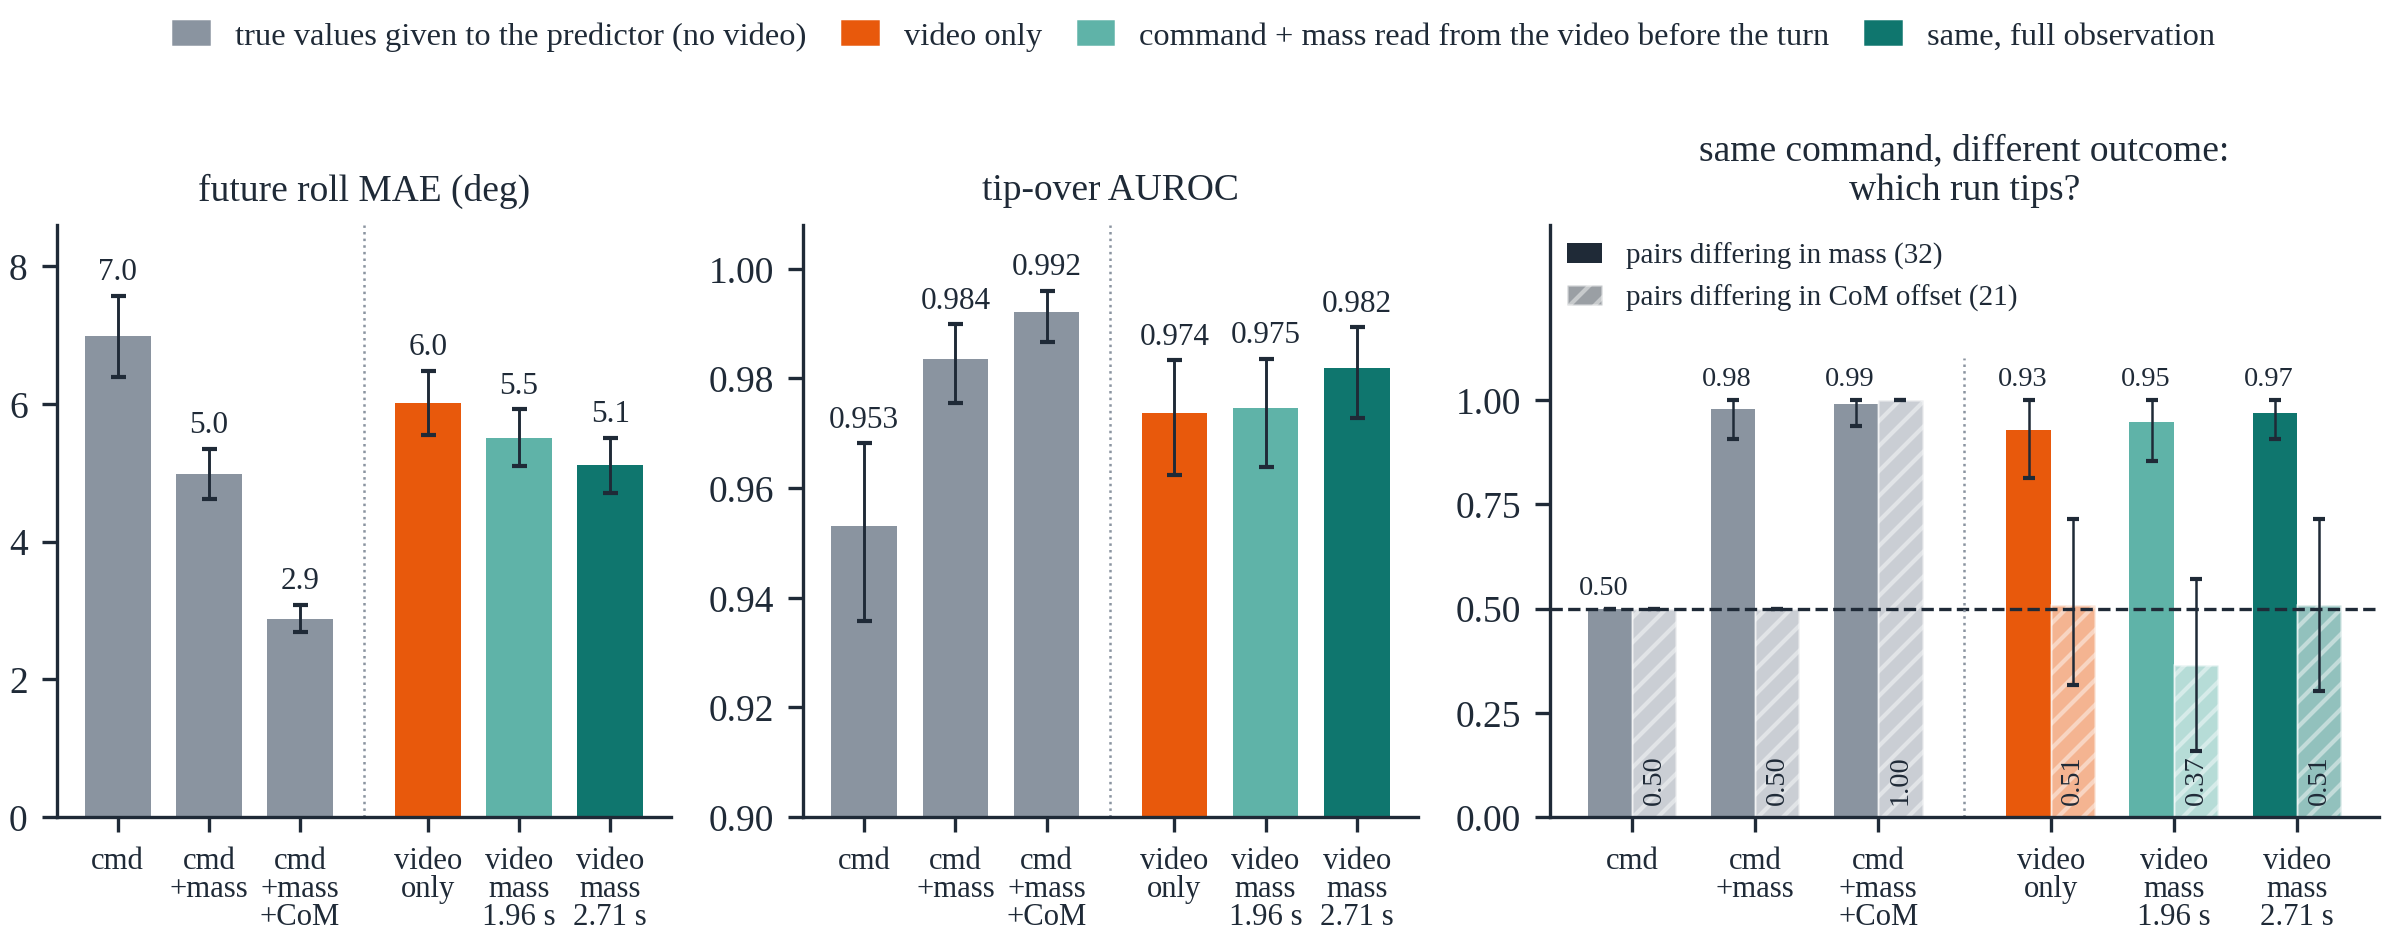 true values given to the predictor (no video)
video only
command + mass read from the video before the turn
same, full observation
future roll MAE (deg)
8
6
4
2
0
7.0
5.0
2.9
6.0
5.5
5.1
cmd
cmd
+mass
cmd
+mass
+CoM
video
only
video
mass
1.96 s
video
mass
2.71 s
tip-over AUROC
1.00
0.98
0.96
0.94
0.92
0.90
0.953
0.984
0.992
0.974
0.975
0.982
cmd
cmd
+mass
cmd
+mass
+CoM
video
only
video
mass
1.96 s
video
mass
2.71 s
same command, different outcome:
which run tips?
pairs differing in mass (32)
pairs differing in CoM offset (21)
1.00
0.75
0.50
0.25
0.00
0.50
0.98
0.99
0.93
0.95
0.97
0.50
0.50
1.00
0.51
0.37
0.51
cmd
cmd
+mass
cmd
+mass
+CoM
video
only
video
mass
1.96 s
video
mass
2.71 s